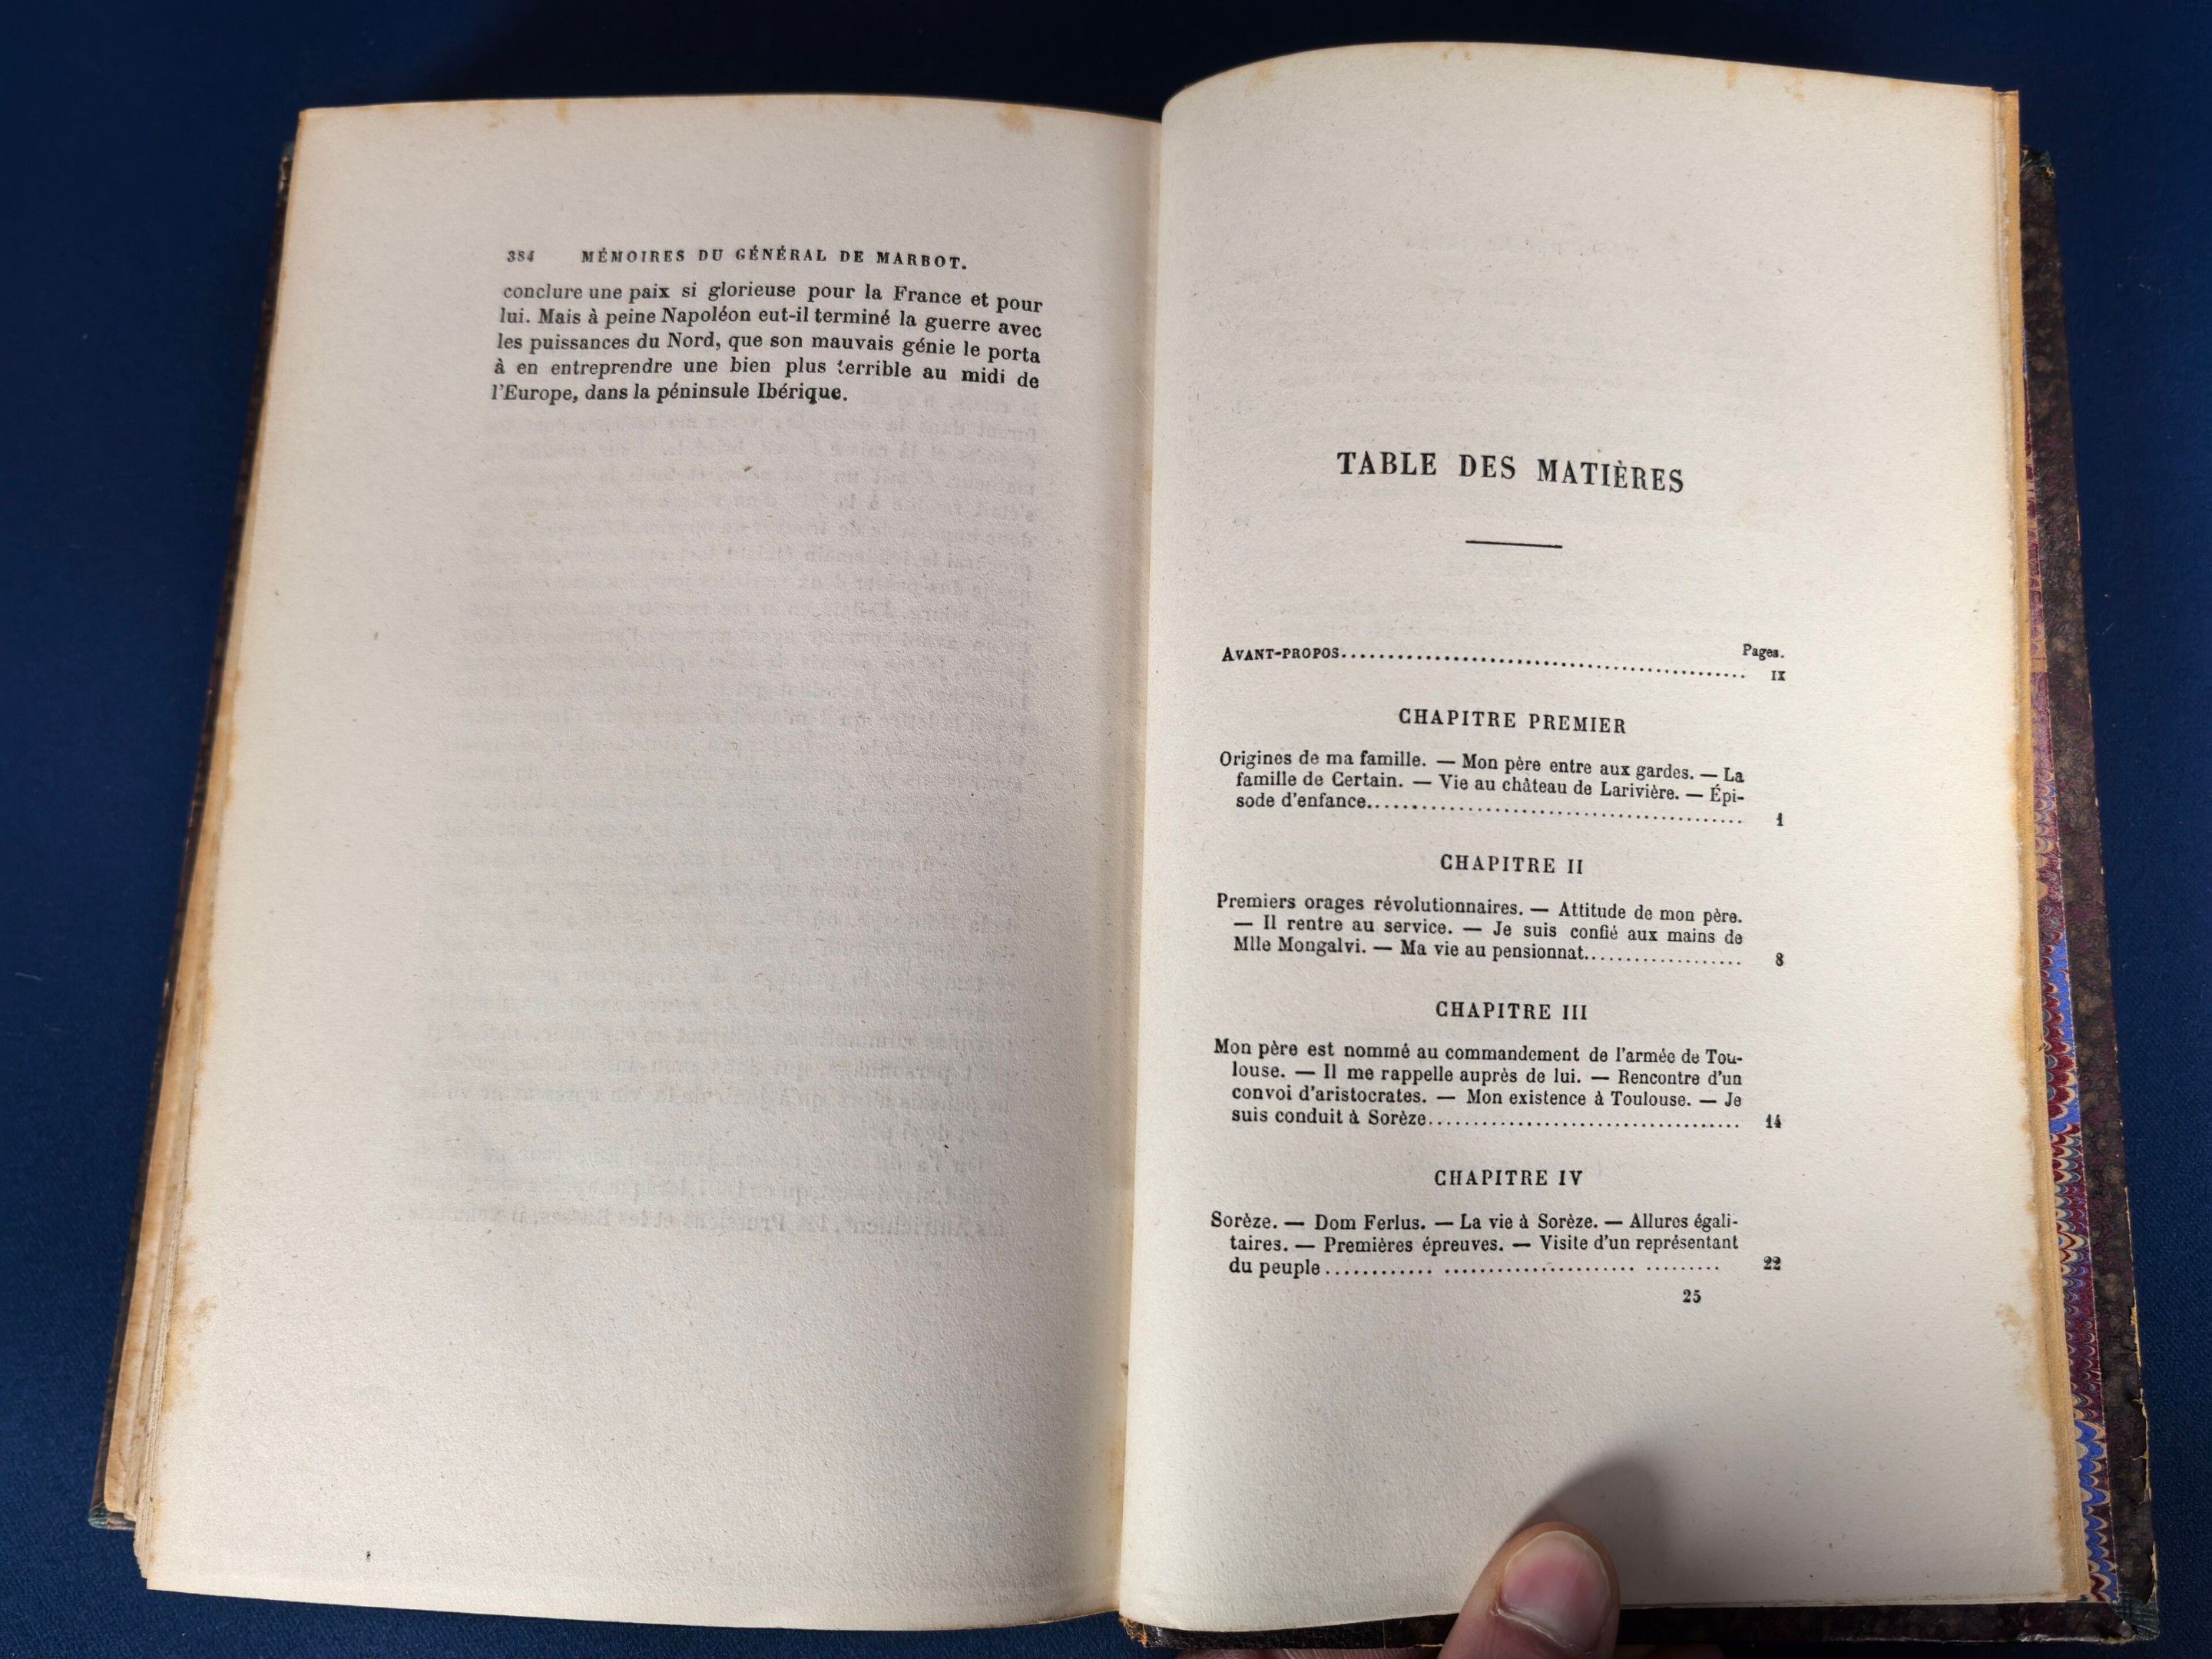 384 MÉMOIRES DU GÉNÉRAL DE MARBOT.
conclure une paix si glorieuse pour la France et pour
lui. Mais à peine Napoléon eut-il terminé la guerre avec
les puissances du Nord, que son mauvais génie le porta
à en entreprendre une bien plus terrible au midi de
l'Europe, dans la péninsule Ibérique.
TABLE DES MATIÈRES
Pages.
AVANT-PROPOS........................................................ IX
CHAPITRE PREMIER
Origines de ma famille. — Mon père entre aux gardes. — La
famille de Certain. — Vie au château de Larivière. — Épi-
sode d'enfance................................................ 1
CHAPITRE II
Premiers orages révolutionnaires. — Attitude de mon père.
— Il rentre au service. — Je suis confié aux mains de
Mlle Mongalvi. — Ma vie au pensionnat.................... 8
CHAPITRE III
Mon père est nommé au commandement de l'armée de Tou-
louse. — Il me rappelle auprès de lui. — Rencontre d'un
convoi d'aristocrates. — Mon existence à Toulouse. — Je
suis conduit à Sorèze..................................... 14
CHAPITRE IV
Sorèze. — Dom Ferlus. — La vie à Sorèze. — Allures égali-
taires. — Premières épreuves. — Visite d'un représentant
du peuple............ ...................... ......... 22
25